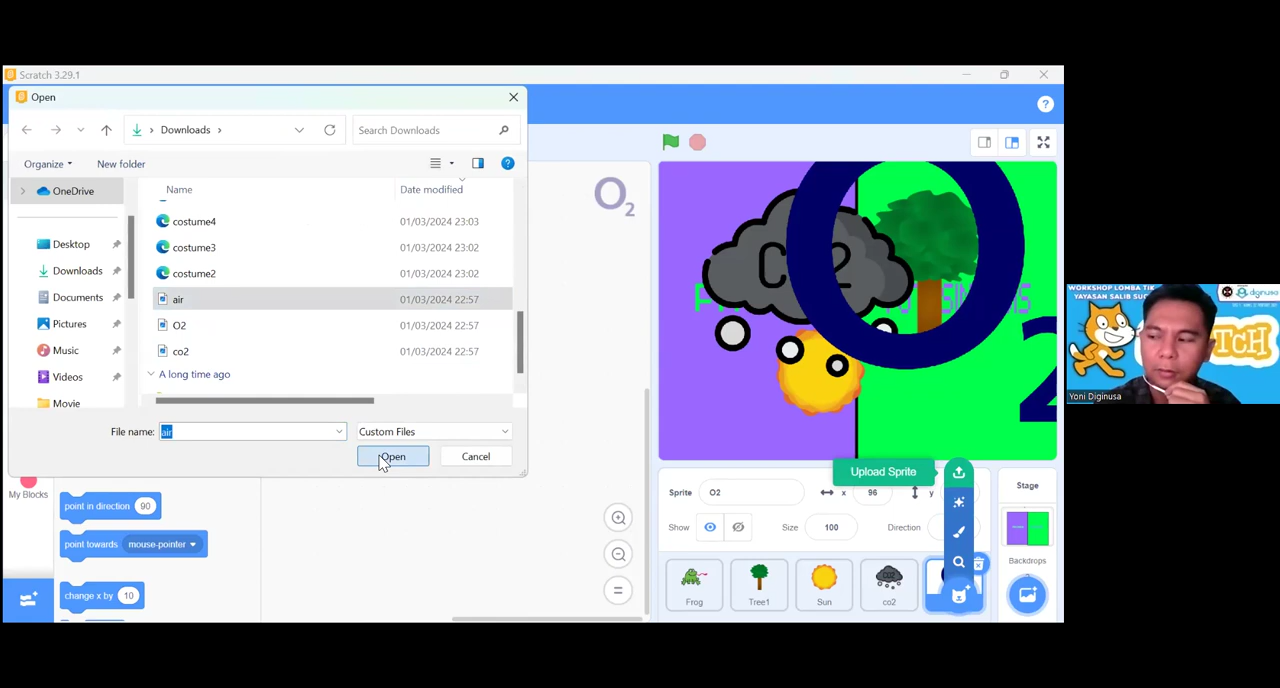 Scratch 3.29.1
Open
Downloads
Search Downloads
Organize
New folder
OneDrive
Desktop
Downloads
Documents
Pictures
Music
Videos
Movie
Name
Date modified
costume4
01/03/2024 23:03
costume3
01/03/2024 23:02
costume2
01/03/2024 23:02
air
01/03/2024 22:57
O2
01/03/2024 22:57
co2
01/03/2024 22:57
A long time ago
File name:
air
Custom Files
Open
Cancel
O2
CO2
O
2
My Blocks
point in direction 90
point towards mouse-pointer
change x by 10
Upload Sprite
Sprite
O2
x
96
y
Show
Size
100
Direction
Stage
Backdrops
Frog
Tree1
Sun
co2
WORKSHOP LOMBA TIK
YAYASAN SALIB SUC
diginusa
Yoni Diginusa